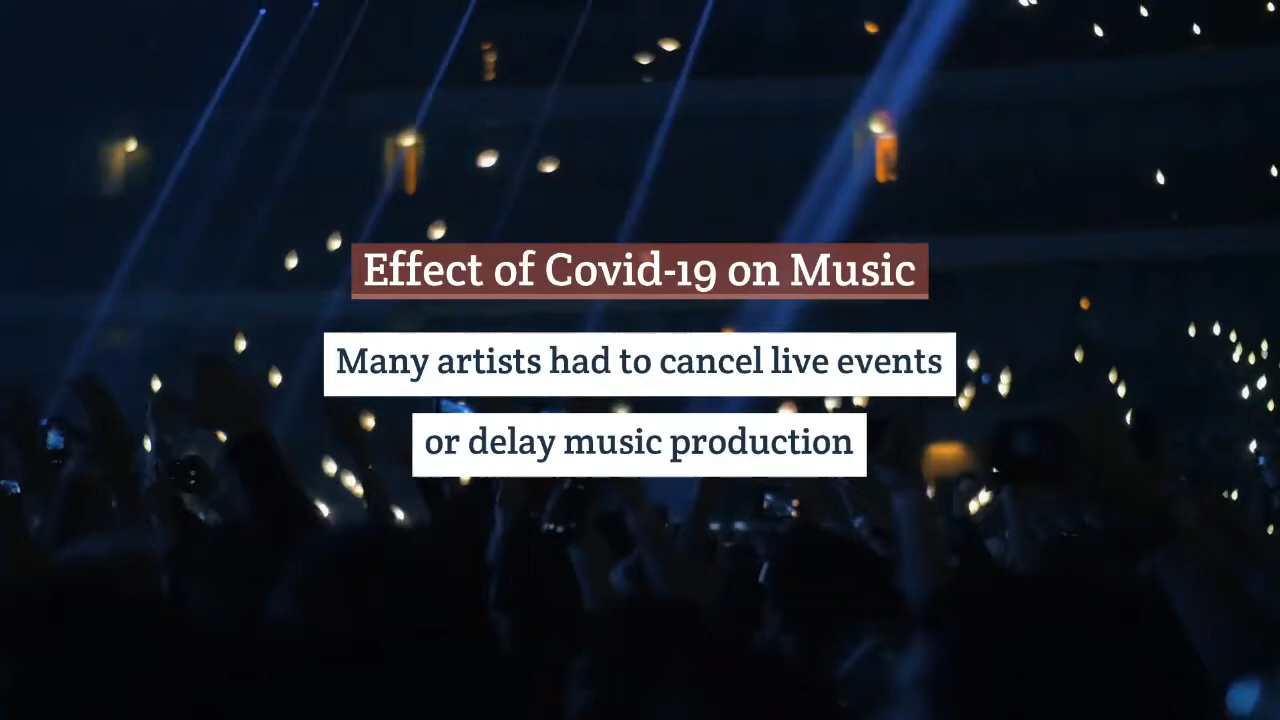 Effect of Covid-19 on Music
Many artists had to cancel live events
or delay music production